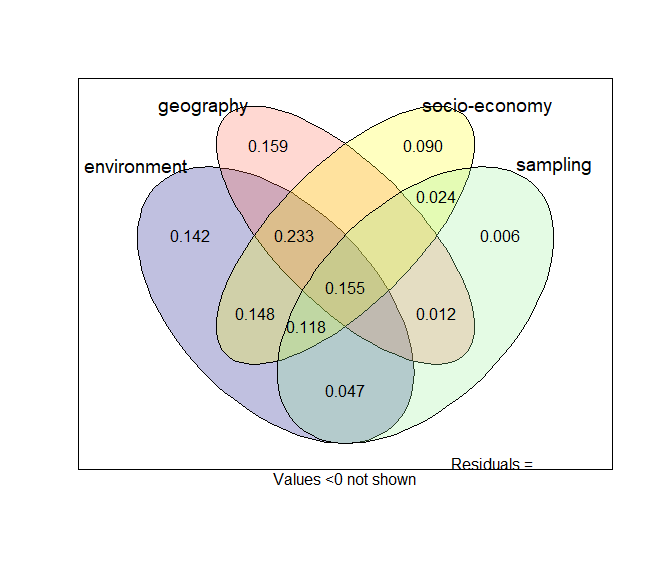 geography socio-economy
environment sampling
0.159 0.090
0.024
0.142 0.233 0.006
0.155
0.148 0.118 0.012
0.047
Residuals =
Values <0 not shown